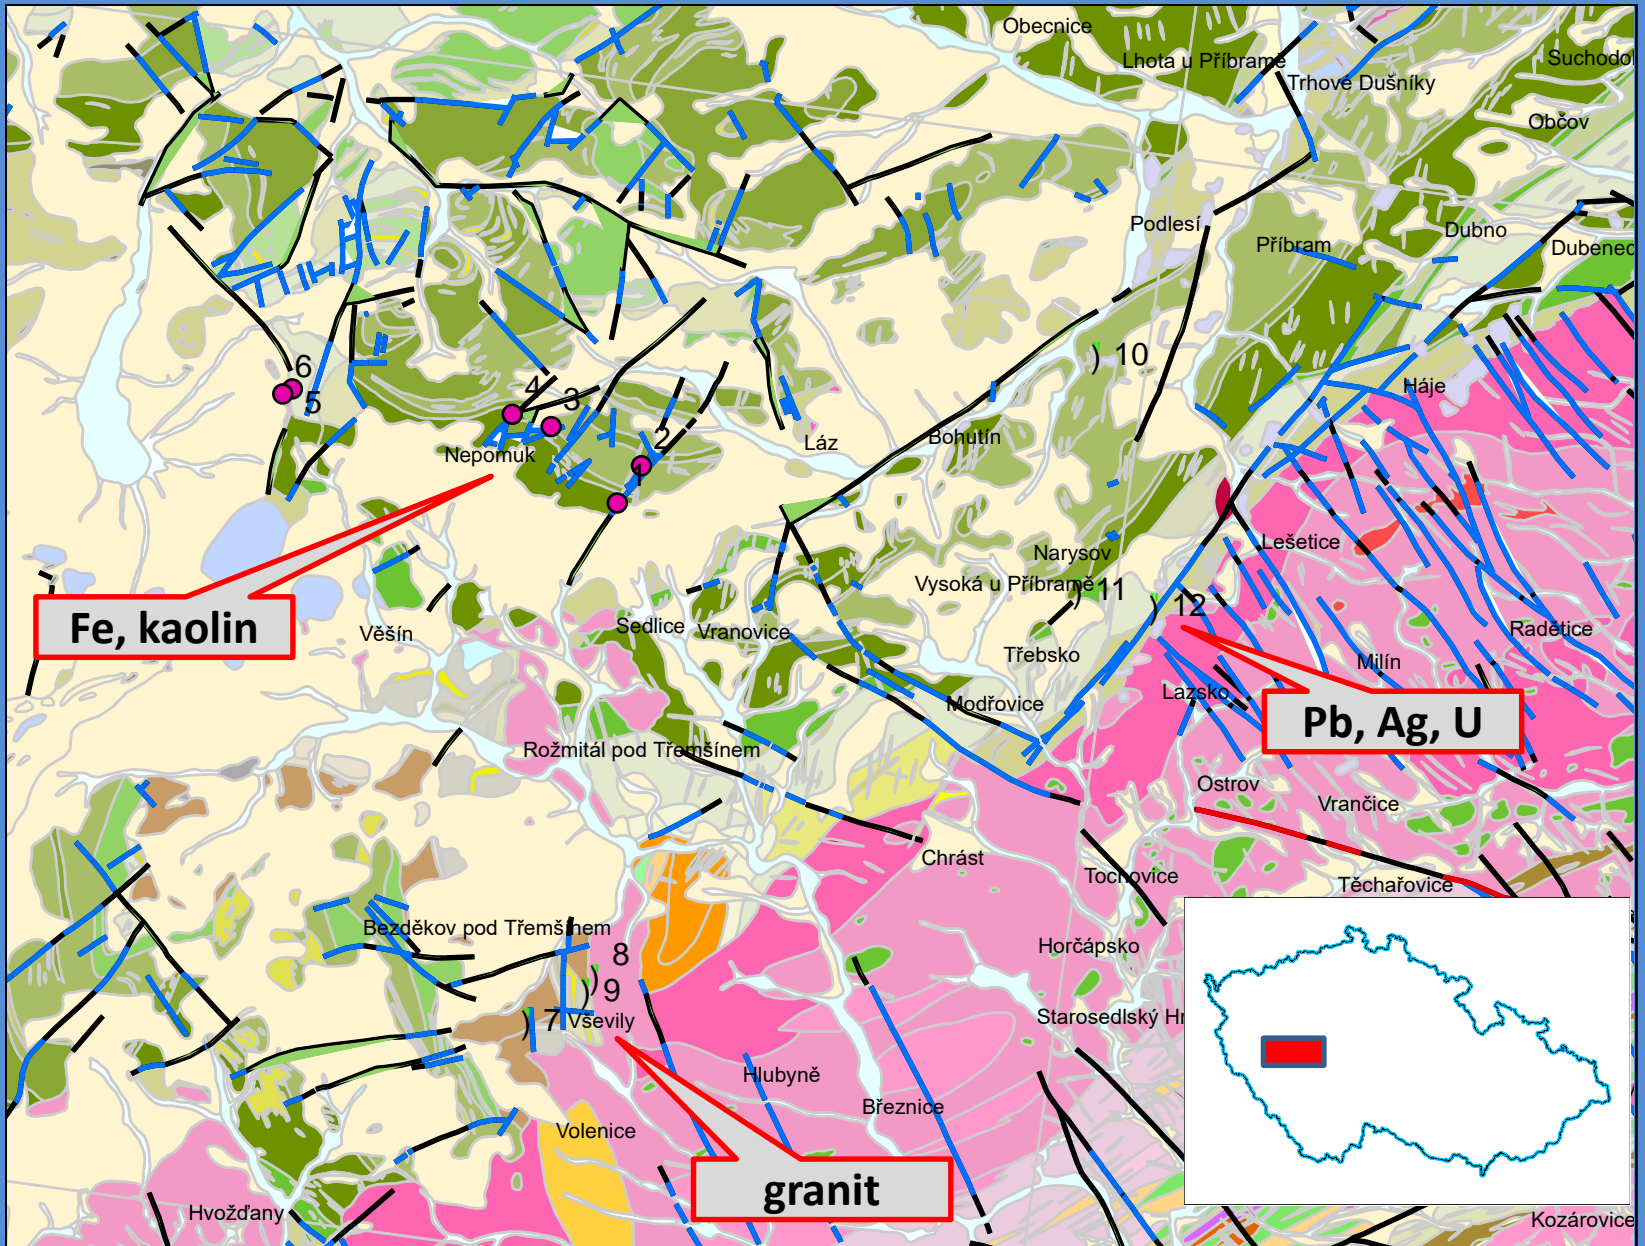 Obecnice
Lhota u Příbramě
Suchodol
Trhové Dušníky
Občov
Podlesí
Příbram
Dubno
Dubenec
6
5
4
3
10
Háje
Nepomuk
2
1
Láz
Bohutín
Lešetice
Narysov
Vysoká u Příbramě
11
12
Fe, kaolin
Věšín
Sedlice
Vranovice
Radětice
Třebsko
Milín
Lazsko
Modřovice
Pb, Ag, U
Rožmitál pod Třemšínem
Ostrov
Vrančice
Chrást
Tochovice
Těchařovice
Bezděkov pod Třemšínem
Horčápsko
8
9
7
Vševily
Starosedlský Hr
Hlubyně
Březnice
Volenice
granit
Hvožďany
Kozárovice